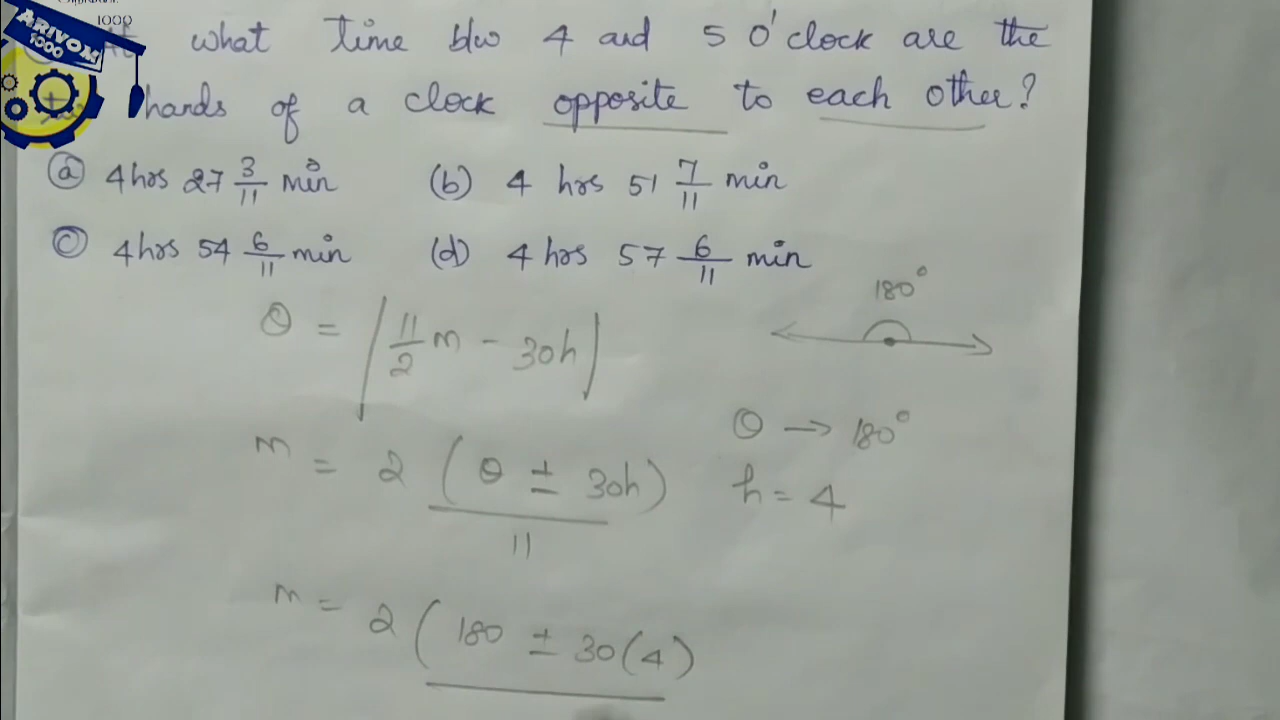 1000
ARIVOM
1000
what time b/w 4 and 5 O'clock are the
hands of a clock opposite to each other?
(a) 4hrs 27 3/11 min (b) 4 hrs 51 7/11 min
(c) 4hrs 54 6/11 min (d) 4 hrs 57 6/11 min
180°
θ = | 11/2 m - 30h |
θ → 180°
m = 2 (θ ± 30h) / 11
h = 4
m = 2 (180 ± 30(4)